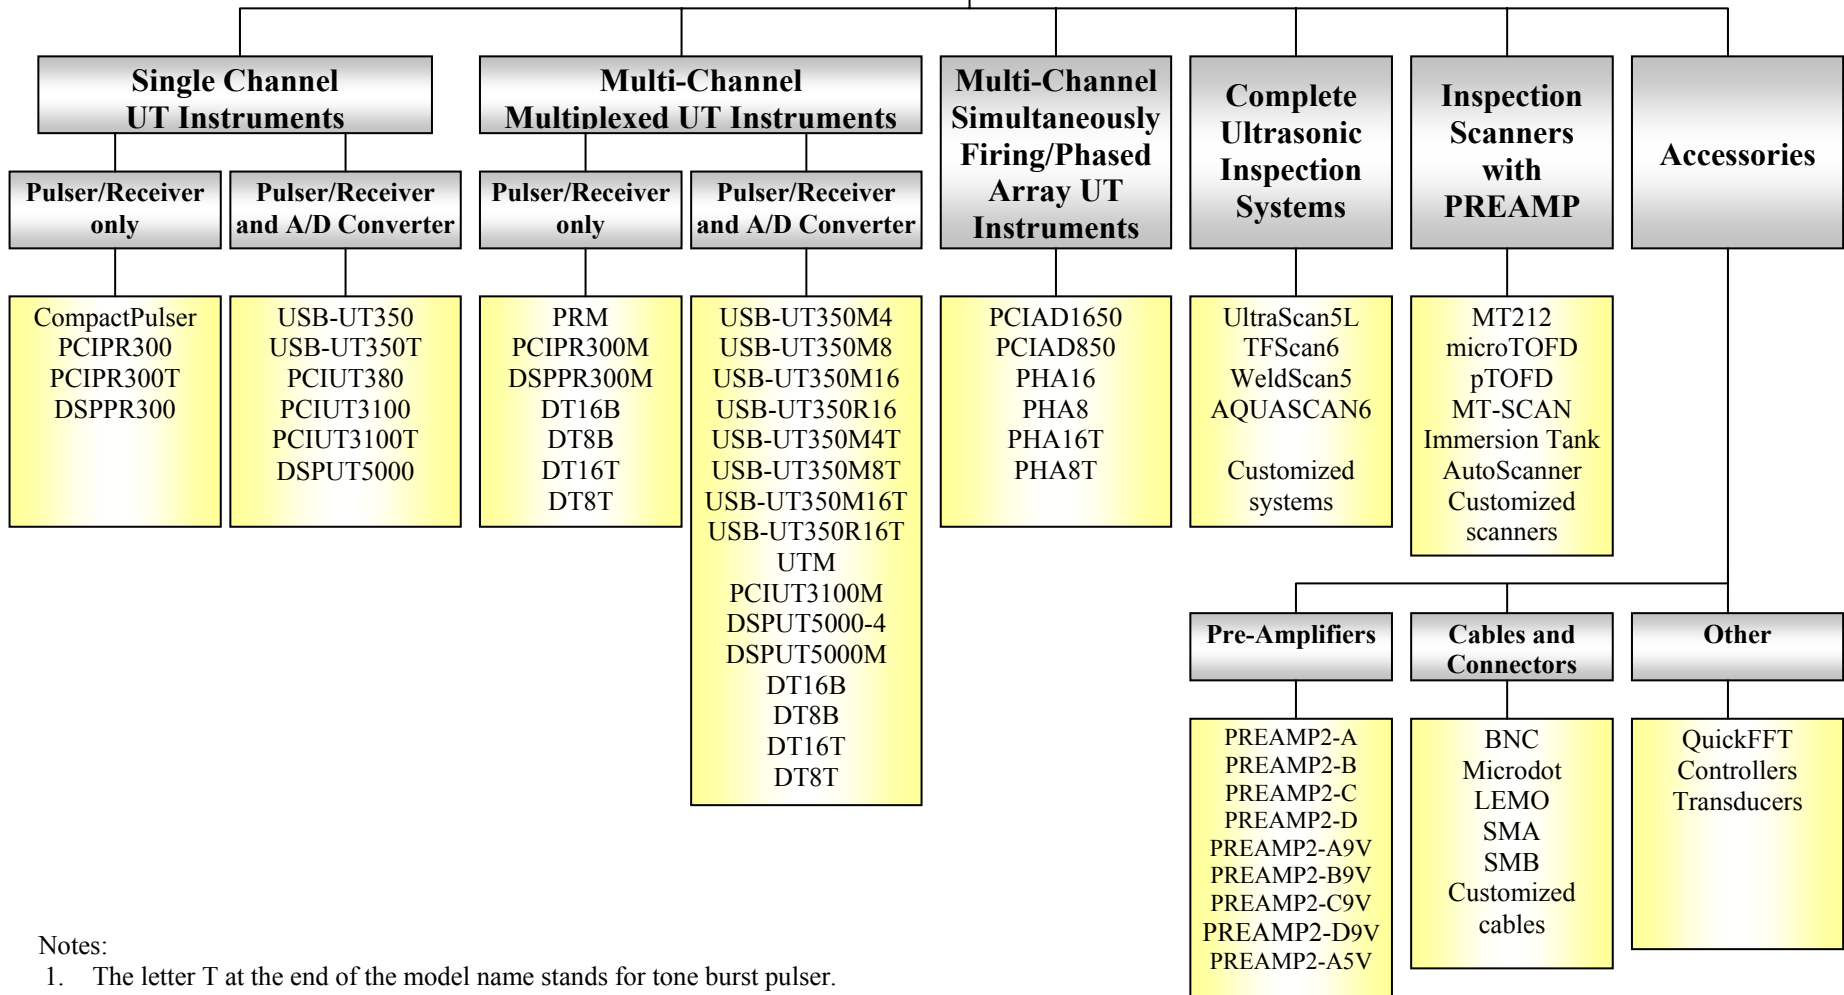 Single Channel
UT Instruments
Pulser/Receiver
only
CompactPulser
PCIPR300
PCIPR300T
DSPPR300
Pulser/Receiver
and A/D Converter
USB-UT350
USB-UT350T
PCIUT380
PCIUT3100
PCIUT3100T
DSPUT5000
Multi-Channel
Multiplexed UT Instruments
Pulser/Receiver
only
PRM
PCIPR300M
DSPPR300M
DT16B
DT8B
DT16T
DT8T
Pulser/Receiver
and A/D Converter
USB-UT350M4
USB-UT350M8
USB-UT350M16
USB-UT350R16
USB-UT350M4T
USB-UT350M8T
USB-UT350M16T
USB-UT350R16T
UTM
PCIUT3100M
DSPUT5000-4
DSPUT5000M
DT16B
DT8B
DT16T
DT8T
Multi-Channel
Simultaneously
Firing/Phased
Array UT
Instruments
PCIAD1650
PCIAD850
PHA16
PHA8
PHA16T
PHA8T
Complete
Ultrasonic
Inspection
Systems
UltraScan5L
TFScan6
WeldScan5
AQUASCAN6
Customized
systems
Inspection
Scanners
with
PREAMP
MT212
microTOFD
pTOFD
MT-SCAN
Immersion Tank
AutoScanner
Customized
scanners
Accessories
Pre-Amplifiers
PREAMP2-A
PREAMP2-B
PREAMP2-C
PREAMP2-D
PREAMP2-A9V
PREAMP2-B9V
PREAMP2-C9V
PREAMP2-D9V
PREAMP2-A5V
Cables and
Connectors
BNC
Microdot
LEMO
SMA
SMB
Customized
cables
Other
QuickFFT
Controllers
Transducers
Notes:
1. The letter T at the end of the model name stands for tone burst pulser.